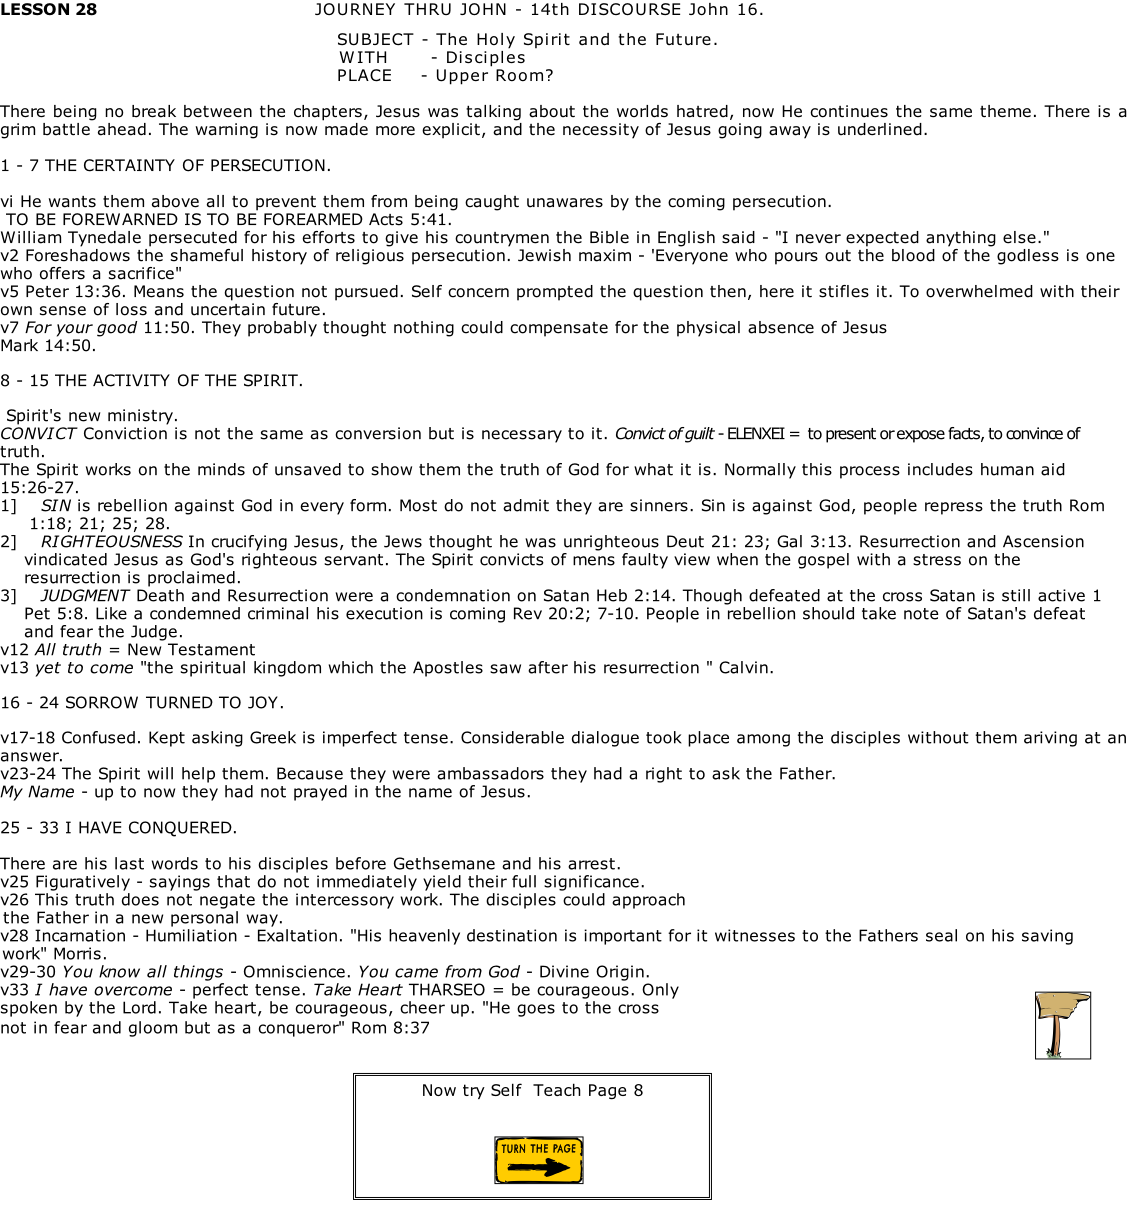 LESSON 28 JOURNEY THRU JOHN - 14th DISCOURSE John 16.
SUBJECT - The Holy Spirit and the Future.
WITH - Disciples
PLACE - Upper Room?
There being no break between the chapters, Jesus was talking about the worlds hatred, now He continues the same theme. There is a
grim battle ahead. The warning is now made more explicit, and the necessity of Jesus going away is underlined.
1 - 7 THE CERTAINTY OF PERSECUTION.
vi He wants them above all to prevent them from being caught unawares by the coming persecution.
TO BE FOREWARNED IS TO BE FOREARMED Acts 5:41.
William Tynedale persecuted for his efforts to give his countrymen the Bible in English said - "I never expected anything else."
v2 Foreshadows the shameful history of religious persecution. Jewish maxim - 'Everyone who pours out the blood of the godless is one
who offers a sacrifice"
v5 Peter 13:36. Means the question not pursued. Self concern prompted the question then, here it stifles it. To overwhelmed with their
own sense of loss and uncertain future.
v7 For your good 11:50. They probably thought nothing could compensate for the physical absence of Jesus
Mark 14:50.
8 - 15 THE ACTIVITY OF THE SPIRIT.
Spirit's new ministry.
CONVICT Conviction is not the same as conversion but is necessary to it. Convict of guilt - ELENXEI = to present or expose facts, to convince of
truth.
The Spirit works on the minds of unsaved to show them the truth of God for what it is. Normally this process includes human aid
15:26-27.
1] SIN is rebellion against God in every form. Most do not admit they are sinners. Sin is against God, people repress the truth Rom
1:18; 21; 25; 28.
2] RIGHTEOUSNESS In crucifying Jesus, the Jews thought he was unrighteous Deut 21: 23; Gal 3:13. Resurrection and Ascension
vindicated Jesus as God's righteous servant. The Spirit convicts of mens faulty view when the gospel with a stress on the
resurrection is proclaimed.
3] JUDGMENT Death and Resurrection were a condemnation on Satan Heb 2:14. Though defeated at the cross Satan is still active 1
Pet 5:8. Like a condemned criminal his execution is coming Rev 20:2; 7-10. People in rebellion should take note of Satan's defeat
and fear the Judge.
v12 All truth = New Testament
v13 yet to come "the spiritual kingdom which the Apostles saw after his resurrection " Calvin.
16 - 24 SORROW TURNED TO JOY.
v17-18 Confused. Kept asking Greek is imperfect tense. Considerable dialogue took place among the disciples without them ariving at an
answer.
v23-24 The Spirit will help them. Because they were ambassadors they had a right to ask the Father.
My Name - up to now they had not prayed in the name of Jesus.
25 - 33 I HAVE CONQUERED.
There are his last words to his disciples before Gethsemane and his arrest.
v25 Figuratively - sayings that do not immediately yield their full significance.
v26 This truth does not negate the intercessory work. The disciples could approach
the Father in a new personal way.
v28 Incarnation - Humiliation - Exaltation. "His heavenly destination is important for it witnesses to the Fathers seal on his saving
work" Morris.
v29-30 You know all things - Omniscience. You came from God - Divine Origin.
v33 I have overcome - perfect tense. Take Heart THARSEO = be courageous. Only
spoken by the Lord. Take heart, be courageous, cheer up. "He goes to the cross
not in fear and gloom but as a conqueror" Rom 8:37
Now try Self Teach Page 8
TURN THE PAGE